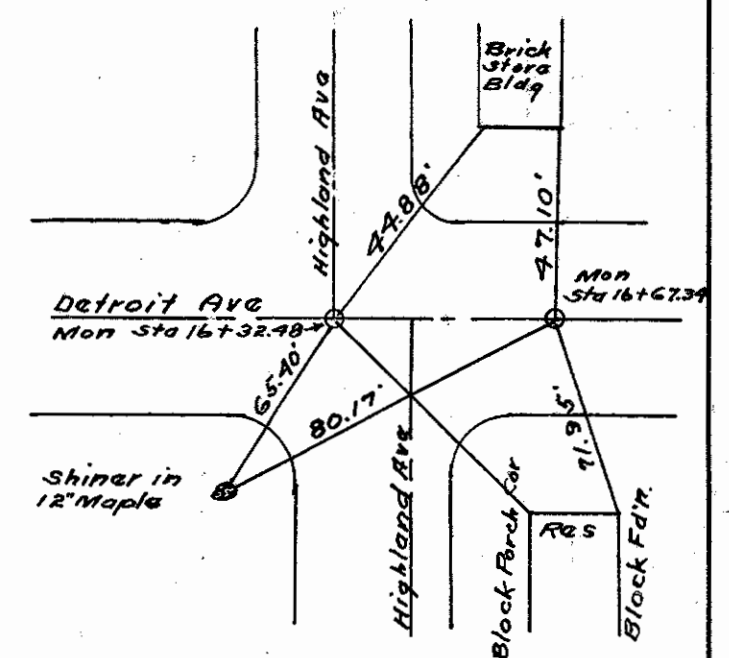 Brick
Store
Bldg
Highland Ave
44.88'
47.10'
Mon
Sta 16+67.34
Detroit Ave
Mon Sta 16+32.48
65.40'
80.17'
71.95'
Shiner in
12" Maple
Highland Ave
Block Porch Cor
Res
Block Fd'n.